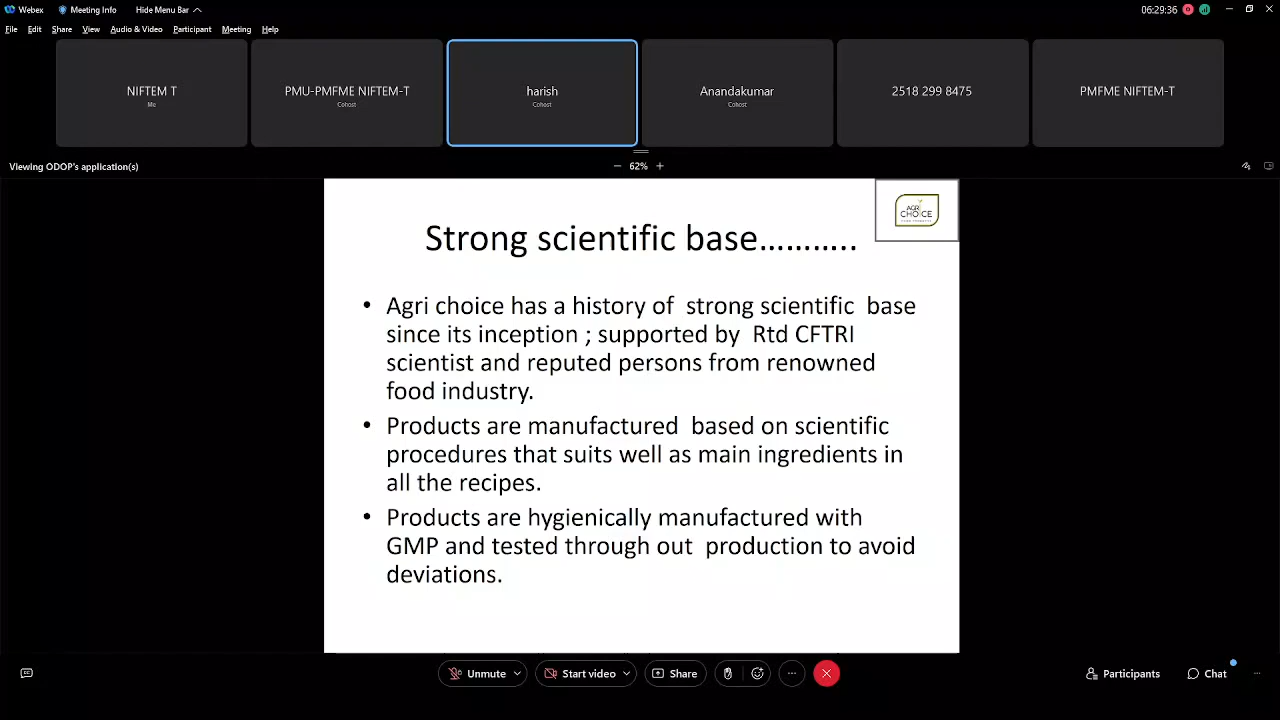 Webex
Meeting Info
Hide Menu Bar
06:29:36
File Edit Share View Audio & Video Participant Meeting Help
NIFTEM T
Me
PMU-PMFME NIFTEM-T
Cohost
harish
Cohost
Anandakumar
Cohost
2518 299 8475
PMFME NIFTEM-T
Viewing ODOP's application(s)
62%
AGRI
CHOICE
Strong scientific base………..
• Agri choice has a history of strong scientific base
since its inception ; supported by Rtd CFTRI
scientist and reputed persons from renowned
food industry.
• Products are manufactured based on scientific
procedures that suits well as main ingredients in
all the recipes.
• Products are hygienically manufactured with
GMP and tested through out production to avoid
deviations.
Unmute
Start video
Share
Participants
Chat